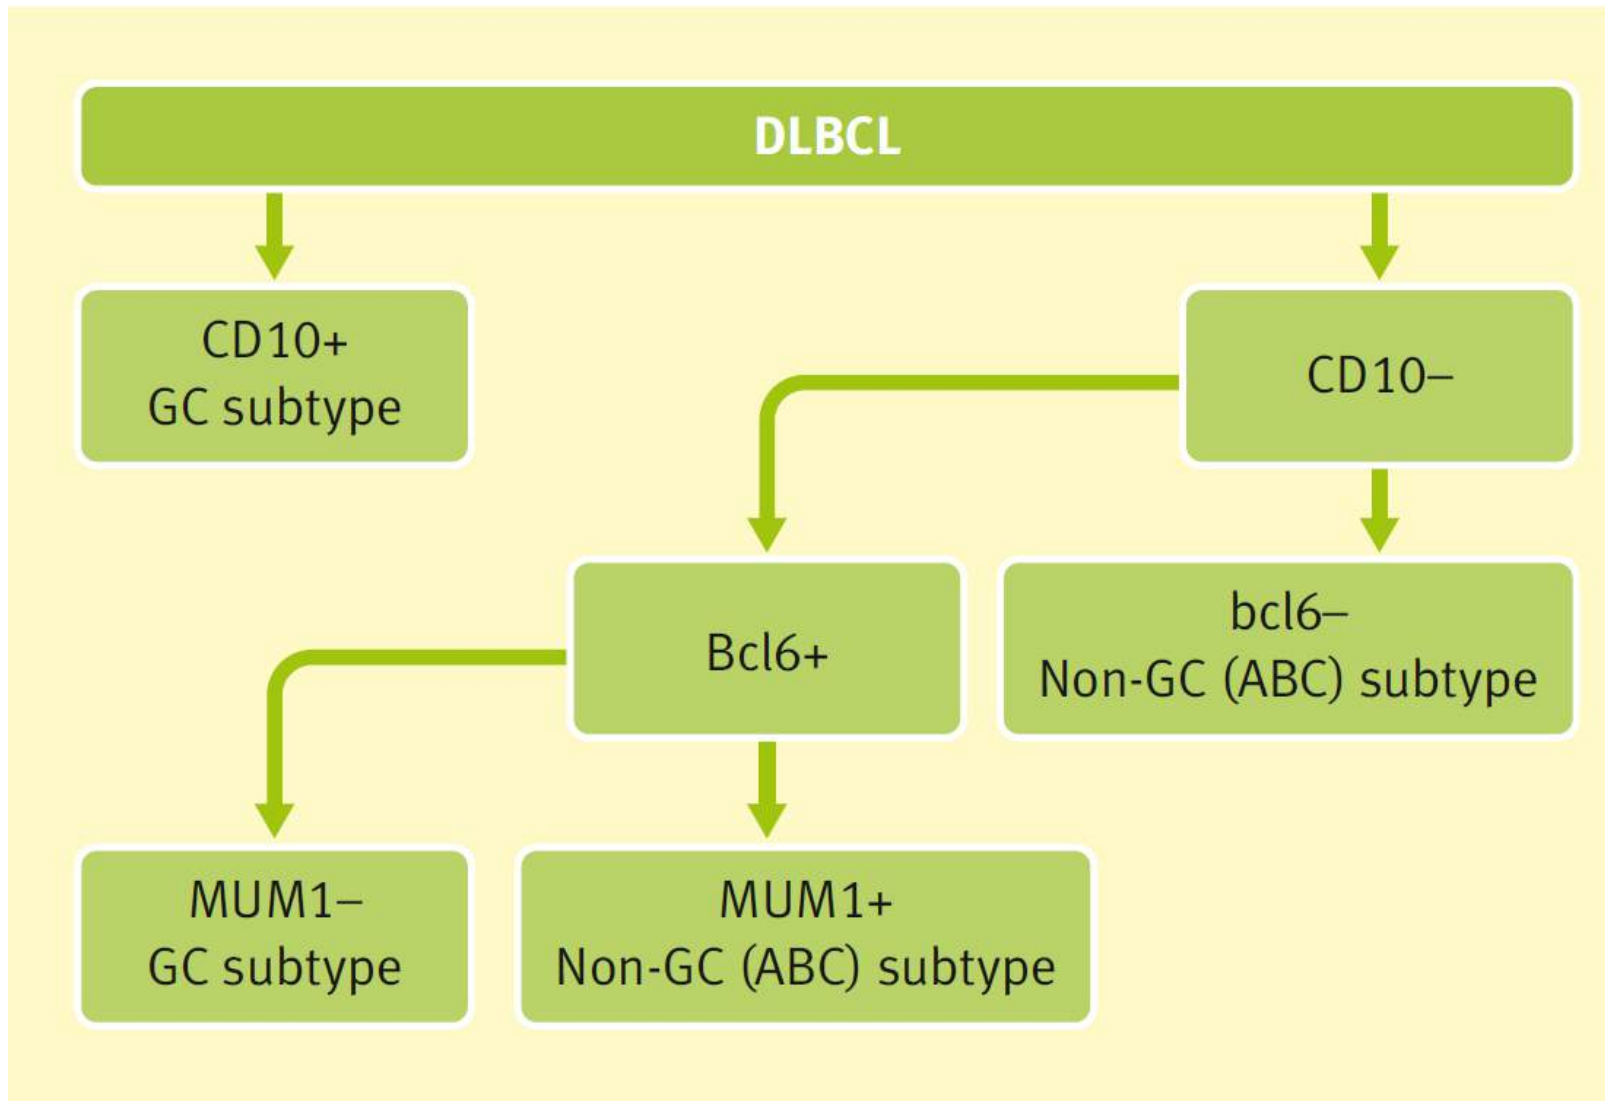 DLBCL
CD10+
GC subtype
CD10–
Bcl6+
bcl6–
Non-GC (ABC) subtype
MUM1–
GC subtype
MUM1+
Non-GC (ABC) subtype